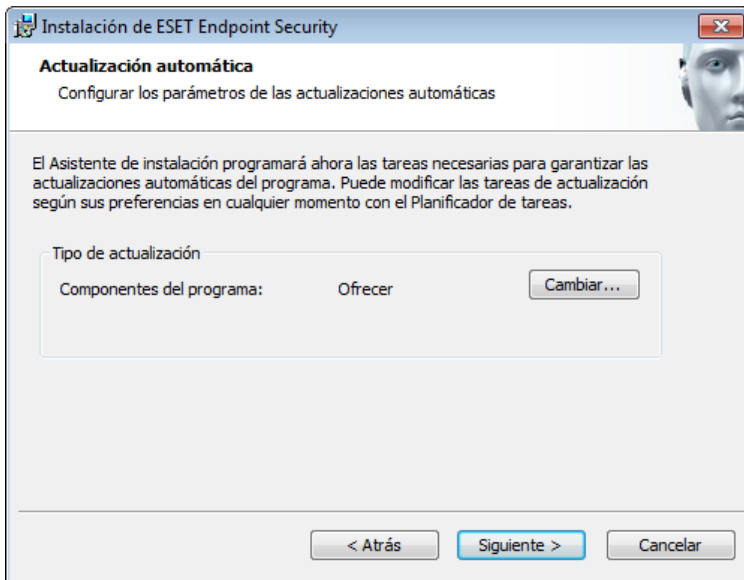 Instalación de ESET Endpoint Security
Actualización automática
Configurar los parámetros de las actualizaciones automáticas
El Asistente de instalación programará ahora las tareas necesarias para garantizar las
actualizaciones automáticas del programa. Puede modificar las tareas de actualización
según sus preferencias en cualquier momento con el Planificador de tareas.
Tipo de actualización
Componentes del programa: Ofrecer Cambiar...
< Atrás Siguiente > Cancelar